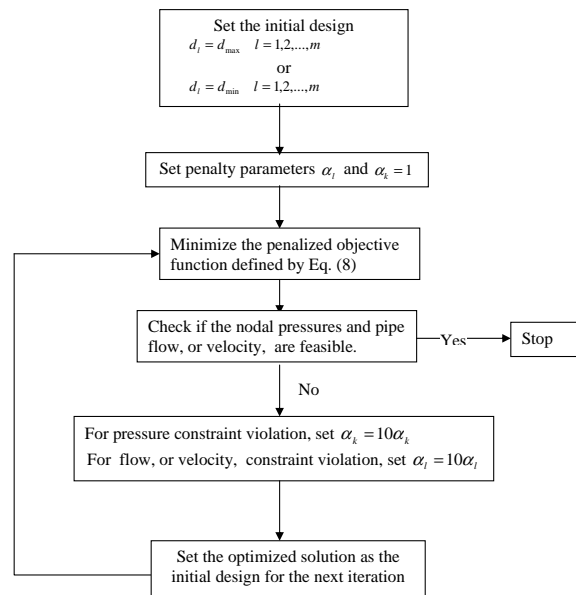 Set the initial design
d_l = d_max l = 1,2,...,m
or
d_l = d_min l = 1,2,...,m
Set penalty parameters α_l and α_k = 1
Minimize the penalized objective
function defined by Eq. (8)
Check if the nodal pressures and pipe
flow, or velocity, are feasible.
Yes
Stop
No
For pressure constraint violation, set α_k = 10α_k
For flow, or velocity, constraint violation, set α_l = 10α_l
Set the optimized solution as the
initial design for the next iteration